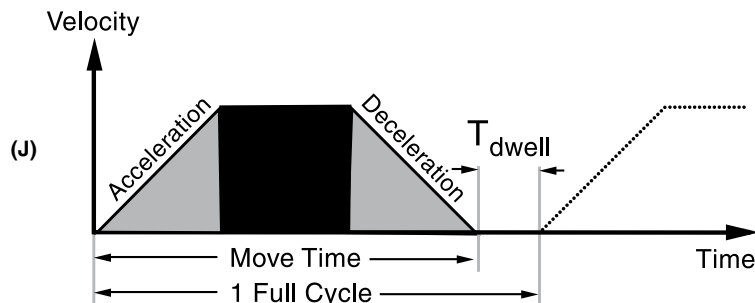 Velocity
(J)
Acceleration
Deceleration
T dwell
Time
Move Time
1 Full Cycle